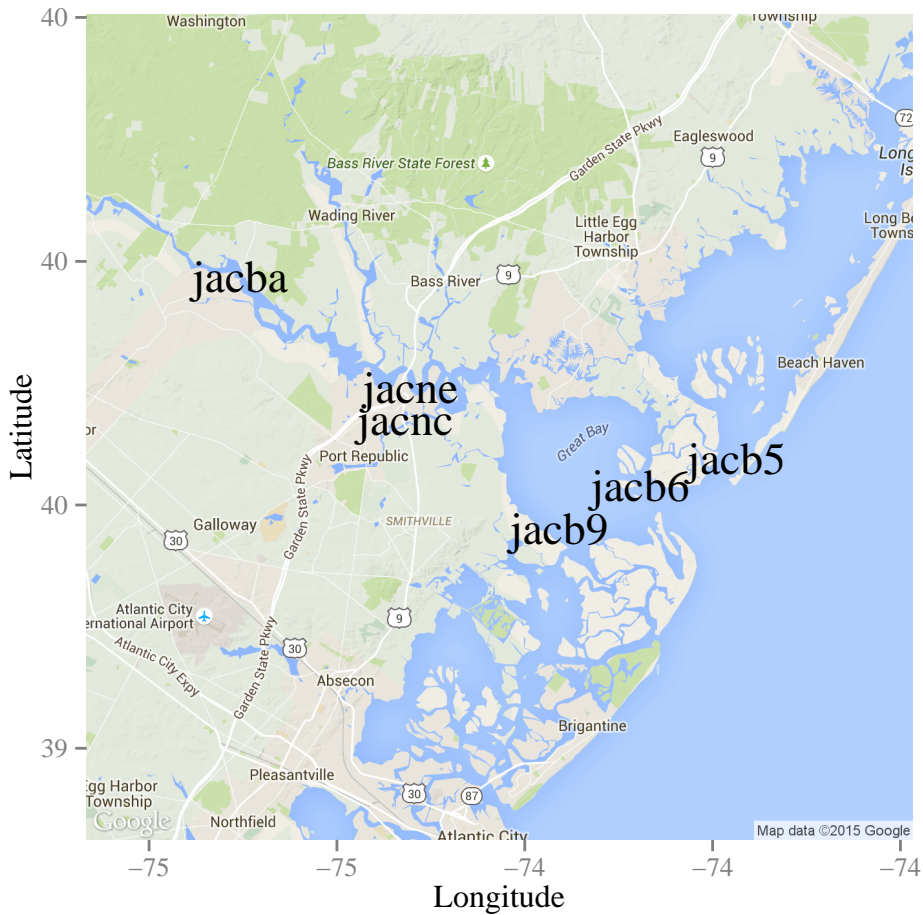 40
Washington
Township
72
Garden State Pkwy
Eagleswood
9
Bass River State Forest
Long
Is
Wading River
Little Egg
Harbor
Township
Long Be
Towns
40
jacba
Bass River
9
Beach Haven
jacne
jacnc
Great Bay
or
Port Republic
jacb5
jacb6
Latitude
40
Garden State Pkwy
Galloway
SMITHVILLE
jacb9
30
Atlantic City
ernational Airport
9
Garden State Pkwy
30
Atlantic City Expy
Absecon
Brigantine
39
Pleasantville
Egg Harbor
Township
30
87
Google
Northfield
Atlantic City
Map data ©2015 Google
−75
−75
−74
−74
−74
Longitude